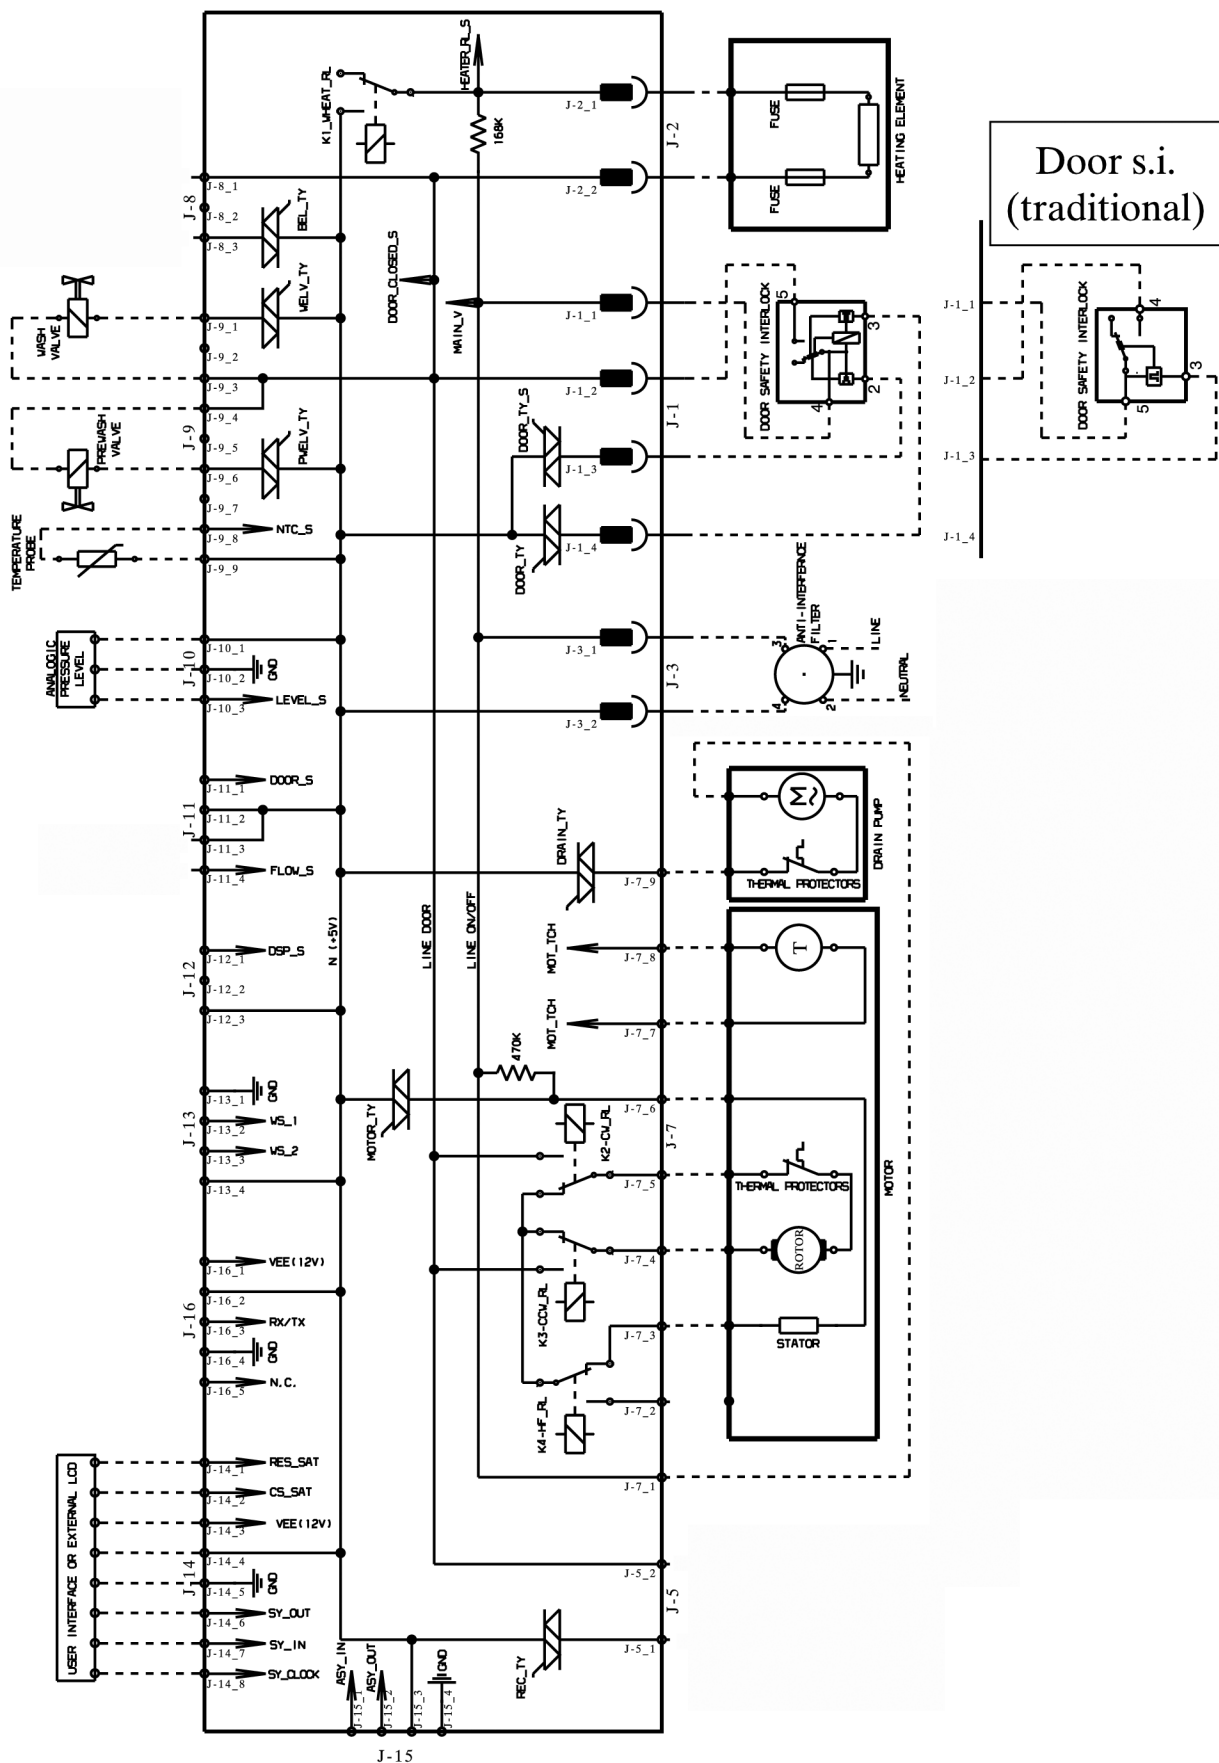 Door s.i.
(traditional)
HEATER_RL_S
K1_WHEAT_RL
168K
J-2_1
J-2_2
J-2
FUSE
FUSE
HEATING ELEMENT
J-8
J-8_1
J-8_2
J-8_3
BEL_TY
WELV_TY
DOOR_CLOSED_S
MAIN_V
J-1_1
J-1_2
J-1_3
J-1_4
J-1
DOOR_TY_S
DOOR_TY
DOOR SAFETY INTERLOCK
5
3
2
4
J-1_1
J-1_2
J-1_3
J-1_4
DOOR SAFETY INTERLOCK
4
3
5
WASH
VALVE
J-9_1
J-9_2
J-9_3
J-9_4
J-9
J-9_5
J-9_6
J-9_7
J-9_8
J-9_9
PREWASH
VALVE
PWELV_TY
NTC_S
TEMPERATURE
PROBE
ANALOGIC
PRESSURE
LEVEL
J-10
J-10_1
J-10_2
J-10_3
GND
LEVEL_S
J-3_1
J-3_2
J-3
ANTI-INTERFERNCE
FILTER
3
1
4
2
LINE
NEUTRAL
J-11
J-11_1
J-11_2
J-11_3
J-11_4
DOOR_S
FLOW_S
N (+5V)
LINE DOOR
LINE ON/OFF
DRAIN_TY
J-7_9
THERMAL PROTECTORS
M
DRAIN PUMP
J-12
J-12_1
J-12_2
J-12_3
DSP_S
MOT_TCH
J-7_8
MOT_TCH
J-7_7
T
470K
J-13
J-13_1
J-13_2
J-13_3
J-13_4
GND
WS_1
WS_2
MOTOR_TY
J-7_6
J-7
K2-CW_RL
J-7_5
THERMAL PROTECTORS
MOTOR
J-7_4
ROTOR
K3-CCW_RL
J-7_3
STATOR
K4-HF_RL
J-7_2
J-7_1
J-16
J-16_1
J-16_2
J-16_3
J-16_4
J-16_5
VEE(12V)
RX/TX
GND
N.C.
USER INTERFACE OR EXTERNAL LCD
J-14
J-14_1
J-14_2
J-14_3
J-14_4
J-14_5
J-14_6
J-14_7
J-14_8
RES_SAT
CS_SAT
VEE(12V)
GND
SY_OUT
SY_IN
SY_CLOCK
J-5_2
J-5
J-5_1
REC_TY
ASY_IN
ASY_OUT
GND
J-15_1
J-15_2
J-15_3
J-15_4
J-15